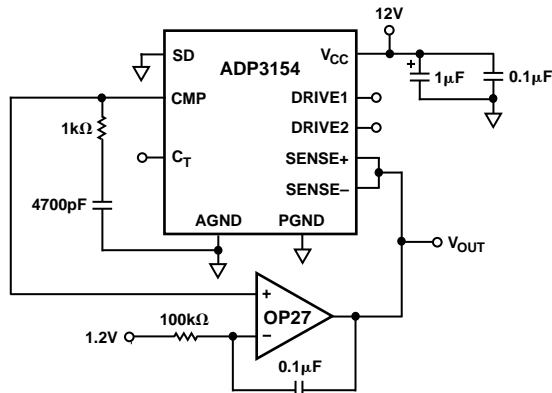 12V
SD
ADP3154
VCC
1μF
0.1μF
CMP
DRIVE1
1kΩ
DRIVE2
CT
SENSE+
SENSE–
4700pF
AGND
PGND
VOUT
+
OP27
100kΩ
1.2V
–
0.1μF